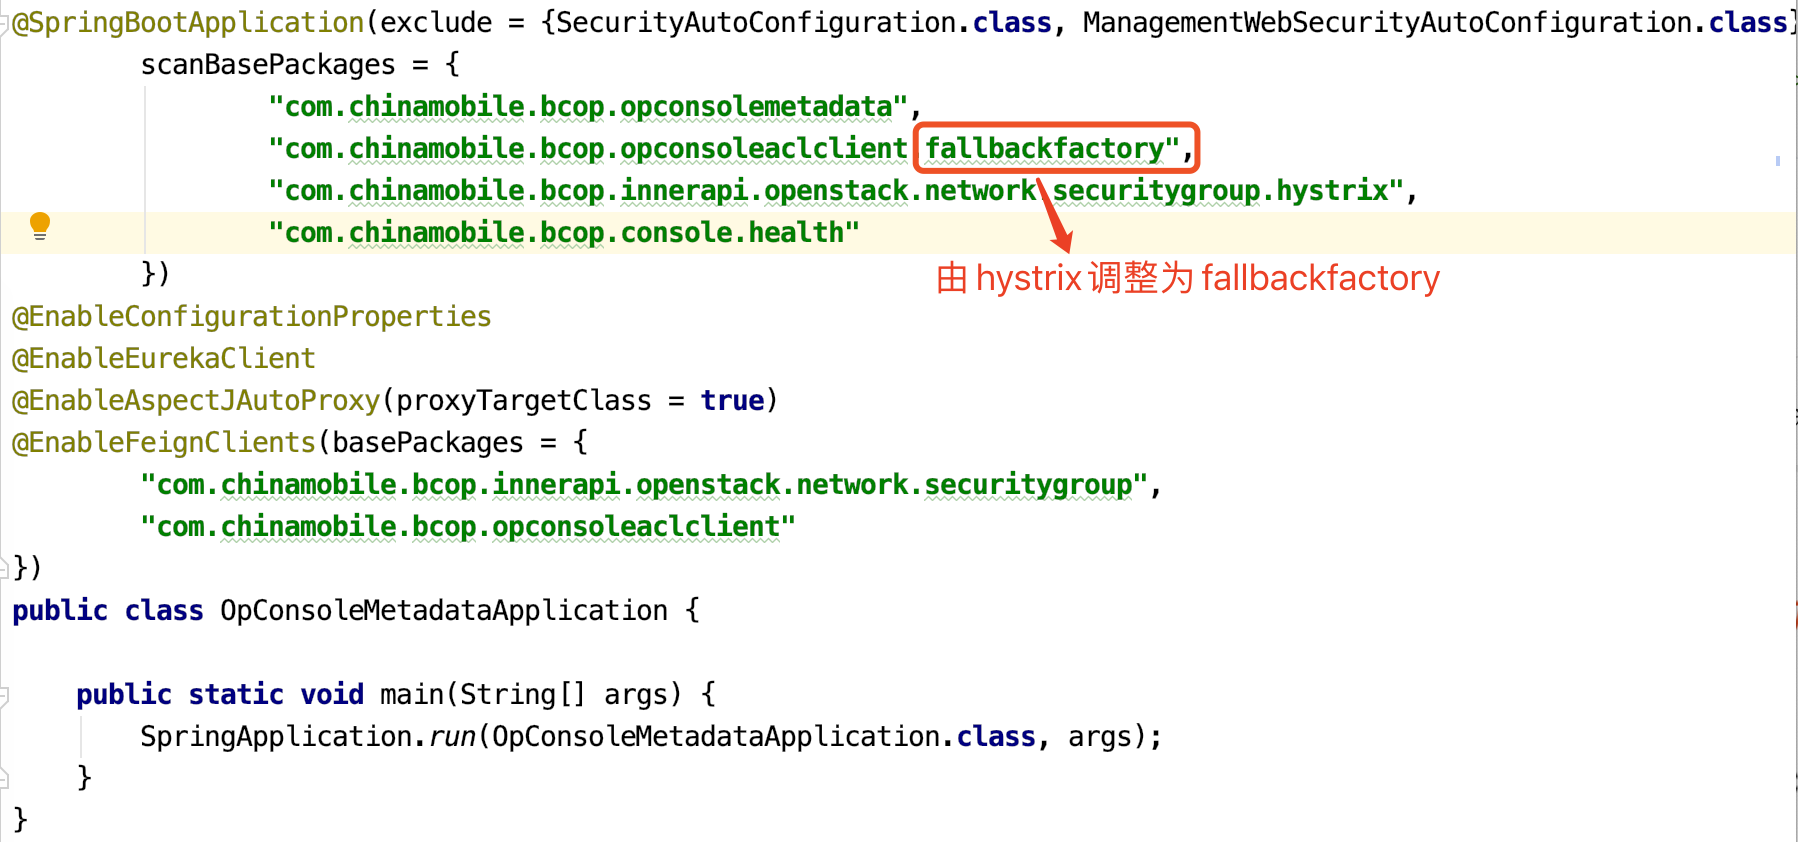 @SpringBootApplication(exclude = {SecurityAutoConfiguration.class, ManagementWebSecurityAutoConfiguration.class}
scanBasePackages = {
"com.chinamobile.bcop.opconsolemetadata",
"com.chinamobile.bcop.opconsoleaclclient fallbackfactory",
"com.chinamobile.bcop.innerapi.openstack.network.securitygroup.hystrix",
"com.chinamobile.bcop.console.health"
})
由 hystrix 调整为 fallbackfactory
@EnableConfigurationProperties
@EnableEurekaClient
@EnableAspectJAutoProxy(proxyTargetClass = true)
@EnableFeignClients(basePackages = {
"com.chinamobile.bcop.innerapi.openstack.network.securitygroup",
"com.chinamobile.bcop.opconsoleaclclient"
})
public class OpConsoleMetadataApplication {
public static void main(String[] args) {
SpringApplication.run(OpConsoleMetadataApplication.class, args);
}
}